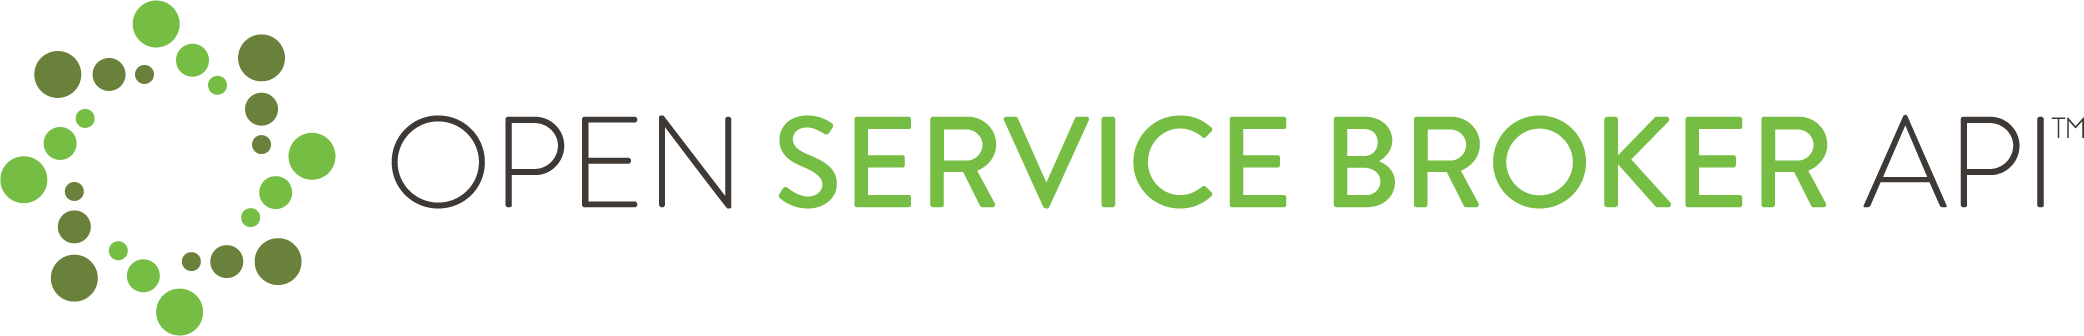 OPEN SERVICE BROKER API™